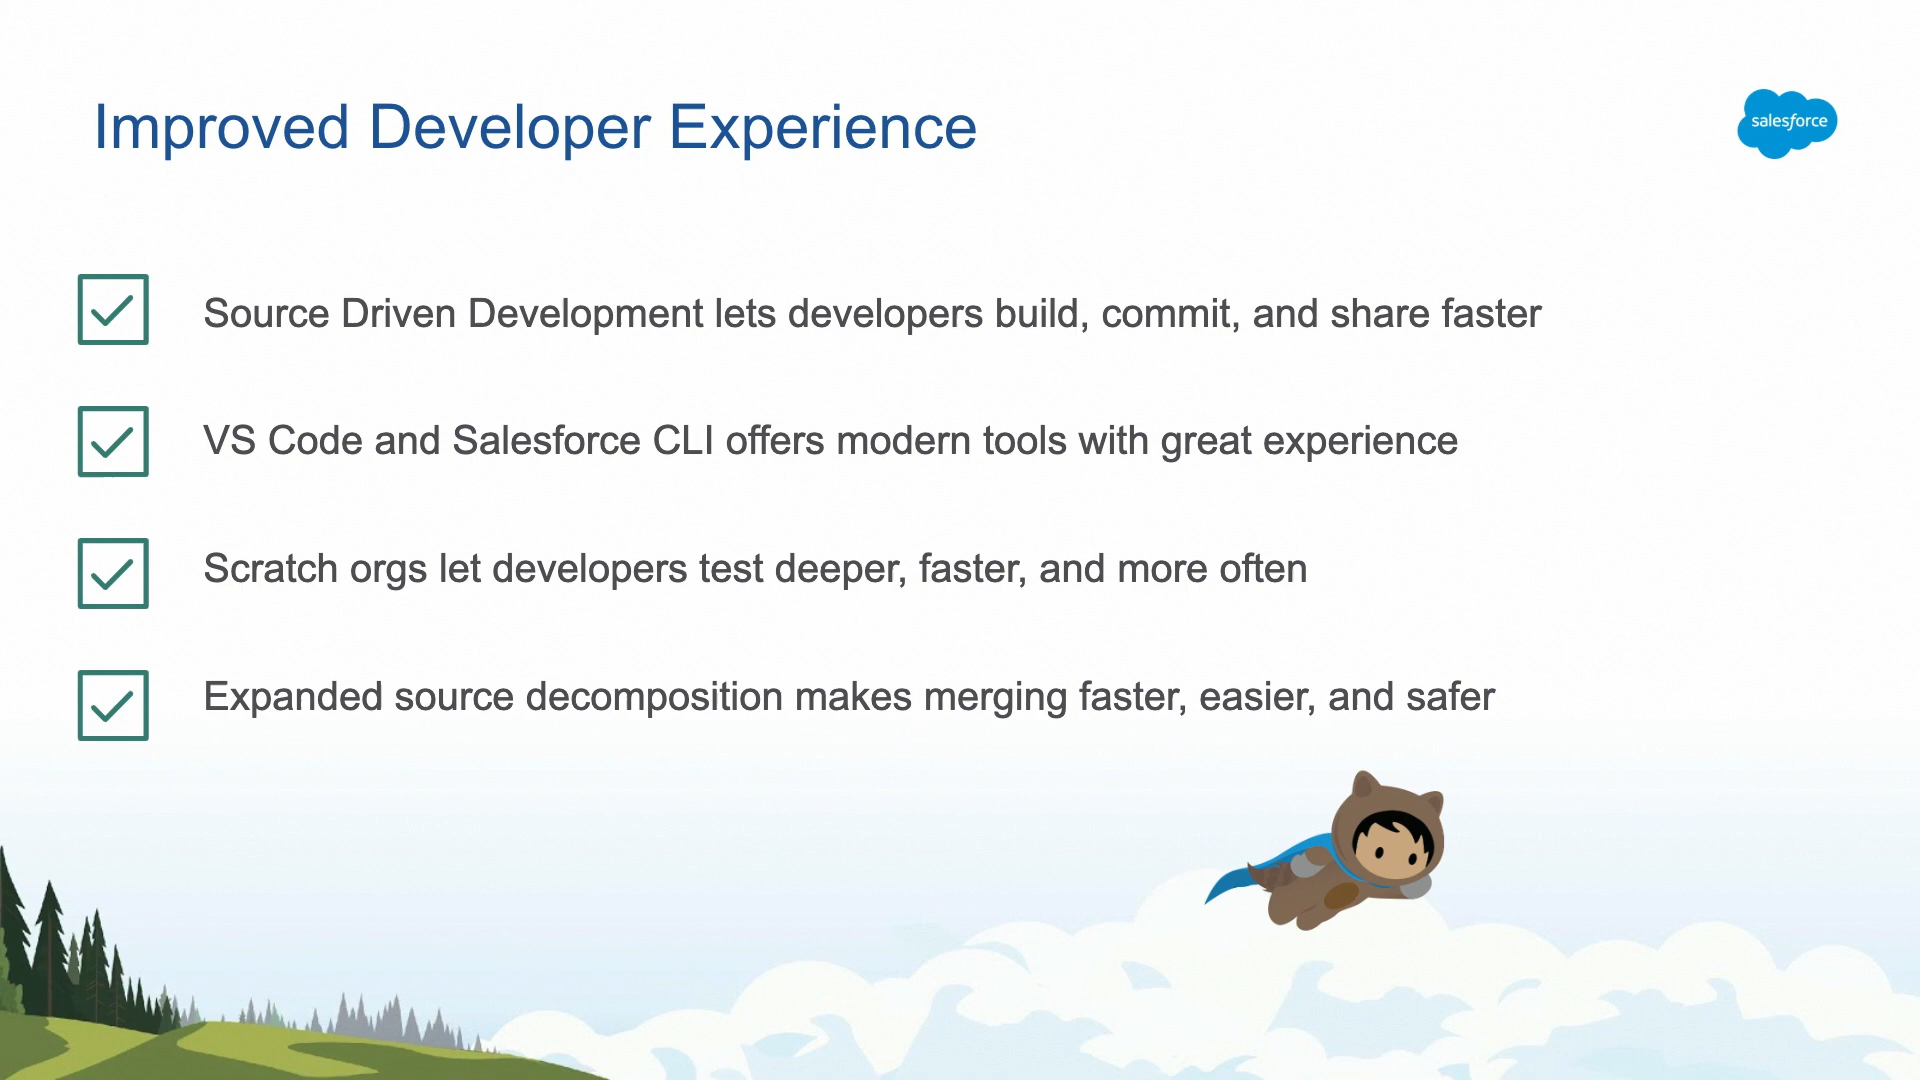 Improved Developer Experience
salesforce
Source Driven Development lets developers build, commit, and share faster
VS Code and Salesforce CLI offers modern tools with great experience
Scratch orgs let developers test deeper, faster, and more often
Expanded source decomposition makes merging faster, easier, and safer